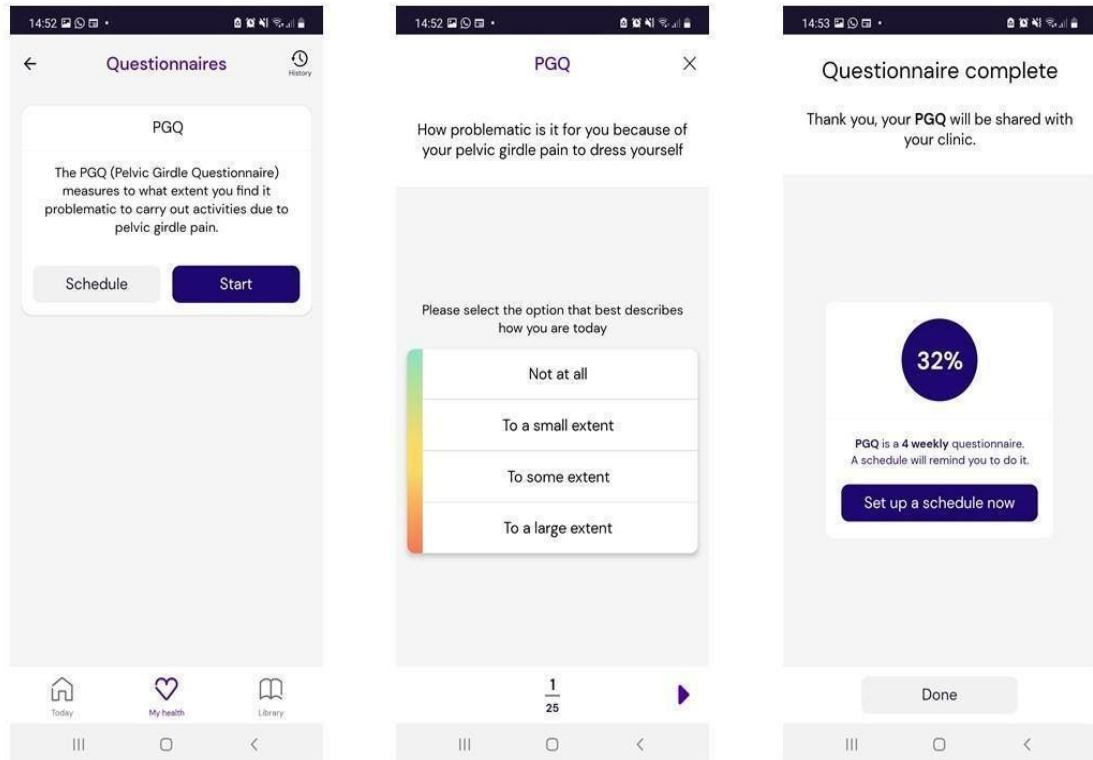 14:52
Questionnaires
History
PGQ
The PGQ (Pelvic Girdle Questionnaire)
measures to what extent you find it
problematic to carry out activities due to
pelvic girdle pain.
Schedule
Start
Today
My health
Library
14:52
PGQ
How problematic is it for you because of
your pelvic girdle pain to dress yourself
Please select the option that best describes
how you are today
Not at all
To a small extent
To some extent
To a large extent
1
25
14:53
Questionnaire complete
Thank you, your PGQ will be shared with
your clinic.
32%
PGQ is a 4 weekly questionnaire.
A schedule will remind you to do it.
Set up a schedule now
Done